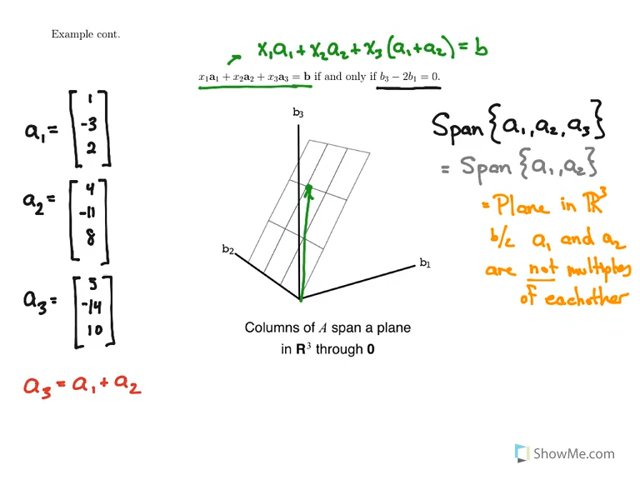 Example cont.
x₁a₁ + x₂a₂ + x₃(a₁+a₂) = b
x₁a₁ + x₂a₂ + x₃a₃ = b if and only if b₃ − 2b₁ = 0.
a₁ = [1
-3
2]
a₂ = [4
-11
8]
a₃ = [5
-14
10]
a₃ = a₁ + a₂
b₃
b₂
b₁
Columns of A span a plane
in R³ through 0
Span {a₁, a₂, a₃}
= Span {a₁, a₂}
= Plane in ℝ³
b/c a₁ and a₂
are not multiples
of eachother
ShowMe.com